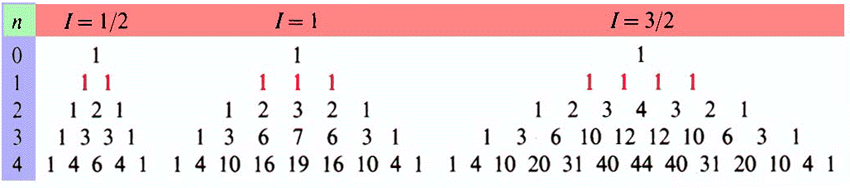 n I = 1/2 I = 1 I = 3/2
0 1 1 1
1 1 1 1 1 1 1 1 1 1
2 1 2 1 1 2 3 2 1 1 2 3 4 3 2 1
3 1 3 3 1 1 3 6 7 6 3 1 1 3 6 10 12 12 10 6 3 1
4 1 4 6 4 1 1 4 10 16 19 16 10 4 1 1 4 10 20 31 40 44 40 31 20 10 4 1